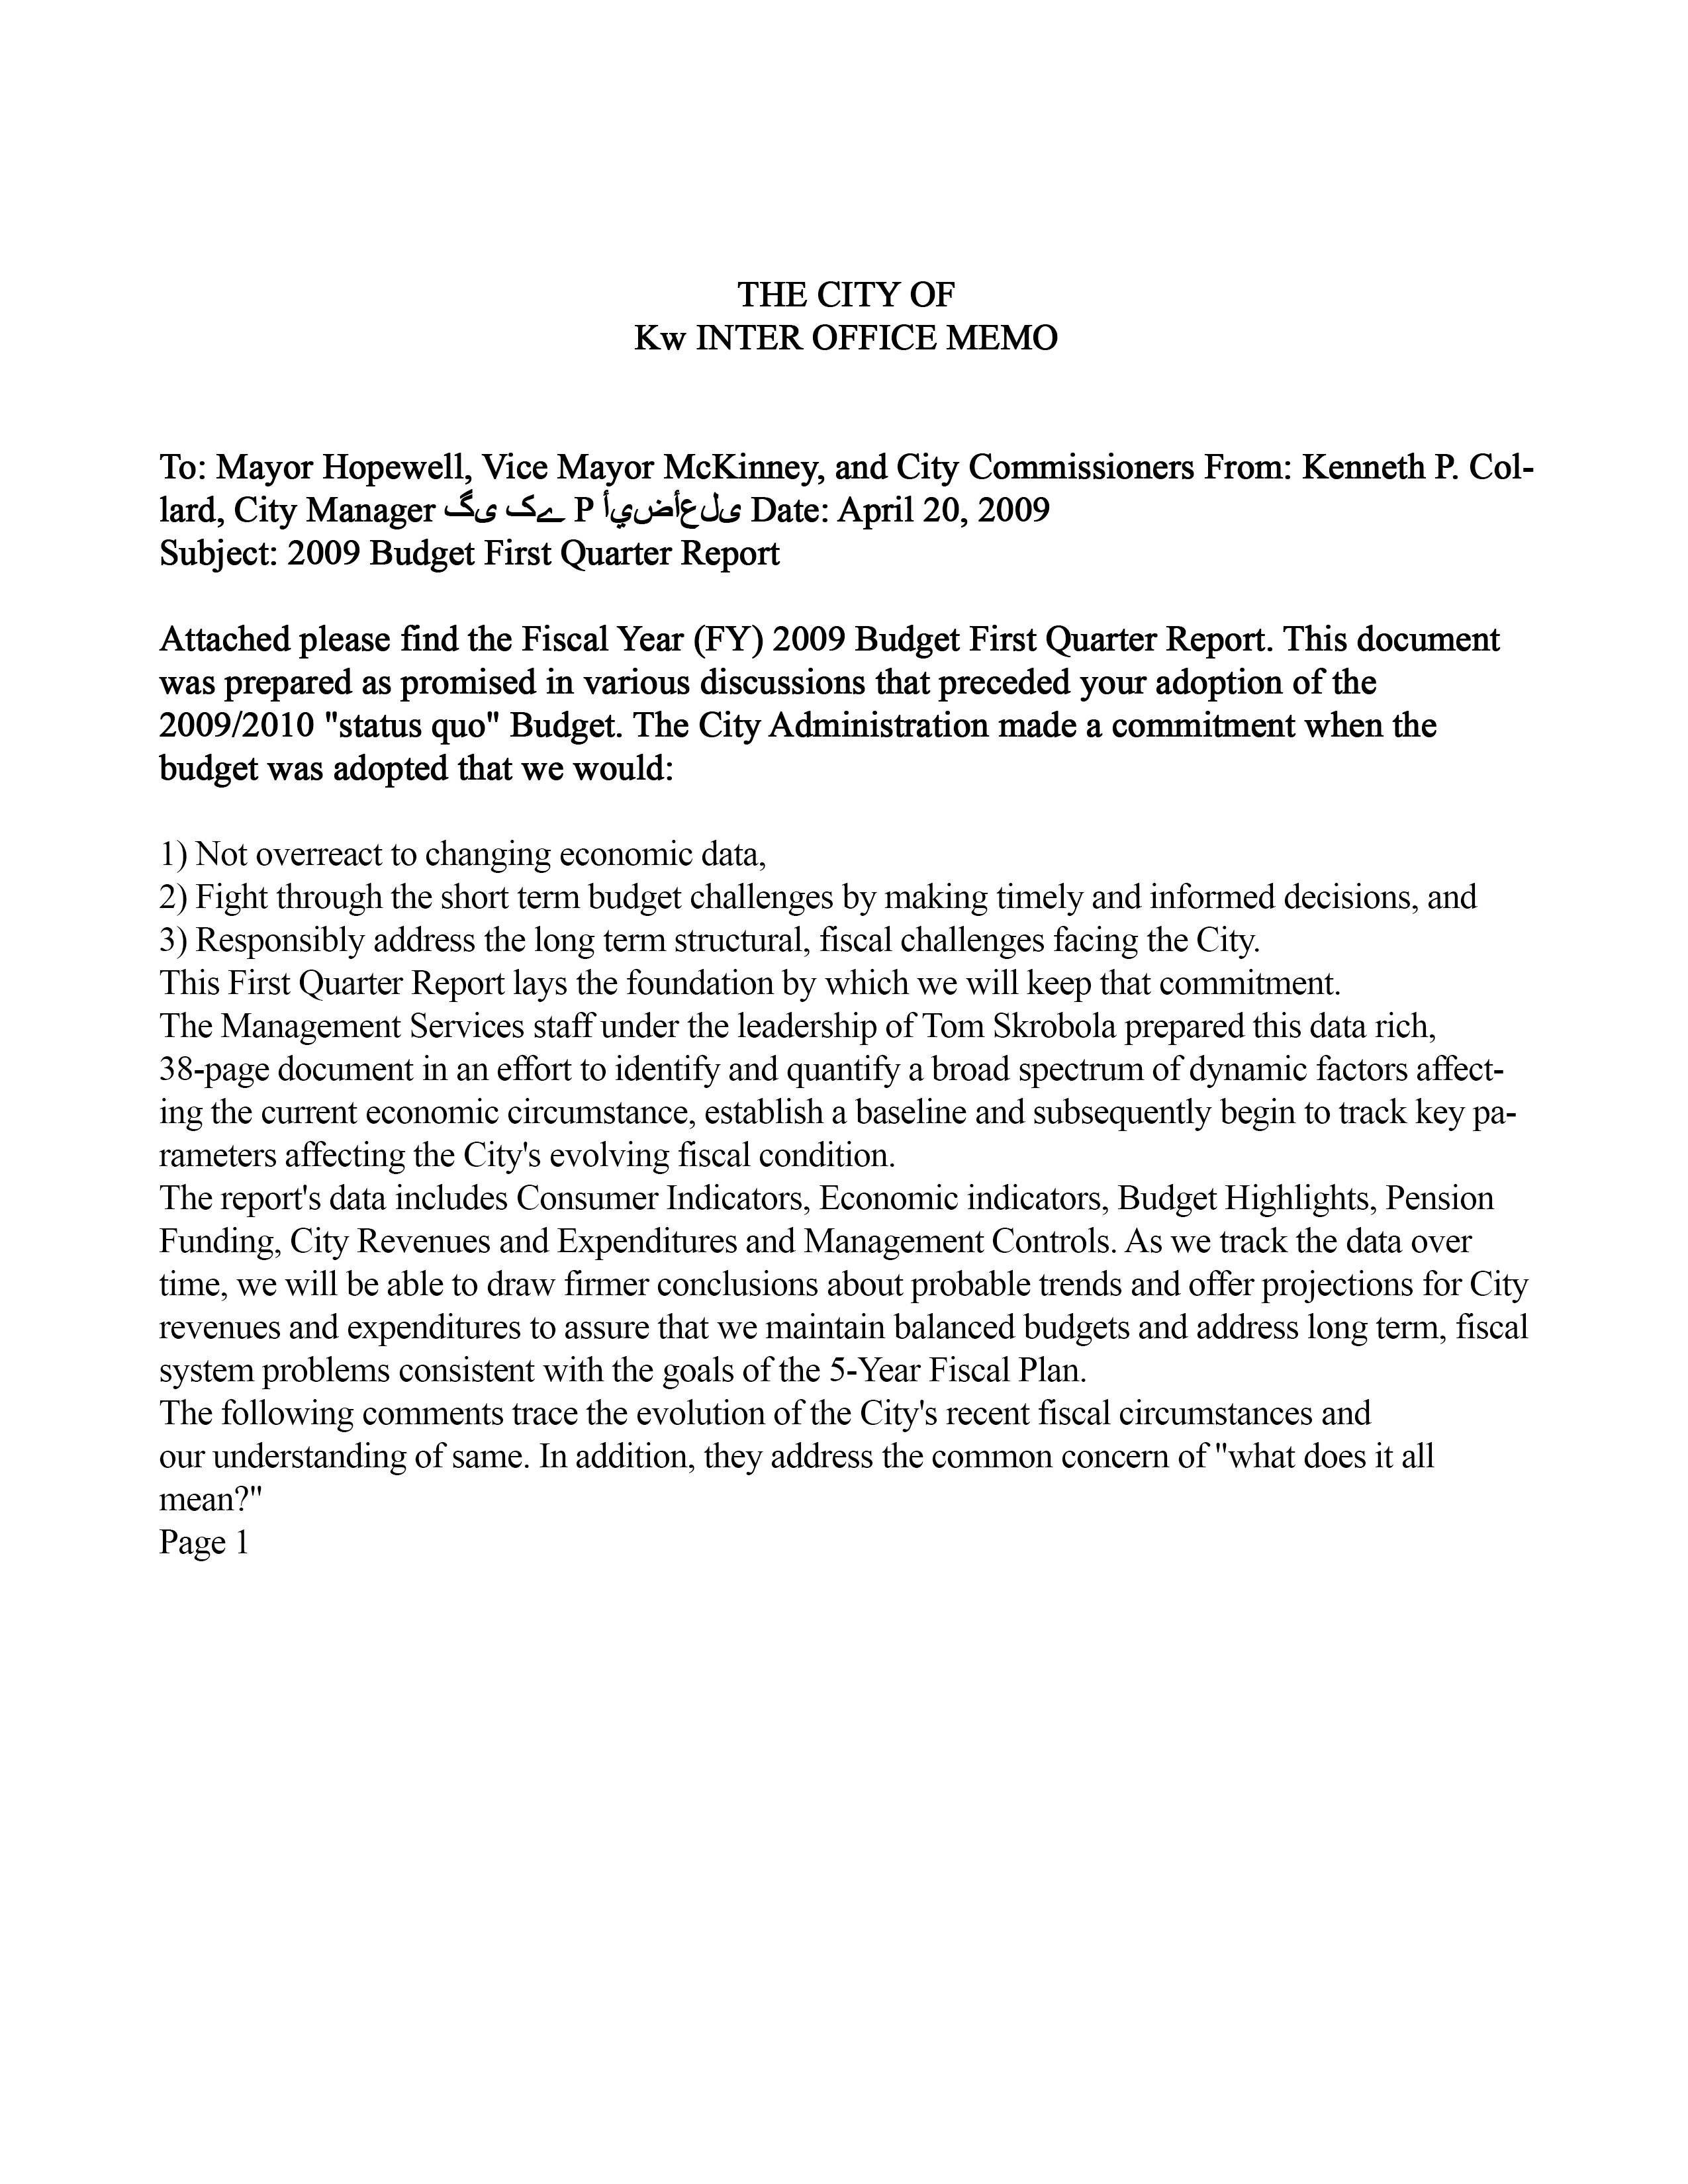 THE CITY OF
Kw INTER OFFICE MEMO
To: Mayor Hopewell, Vice Mayor McKinney, and City Commissioners From: Kenneth P. Col-
lard, City Manager گی کے P أيضأعلى Date: April 20, 2009
Subject: 2009 Budget First Quarter Report
Attached please find the Fiscal Year (FY) 2009 Budget First Quarter Report. This document
was prepared as promised in various discussions that preceded your adoption of the
2009/2010 "status quo" Budget. The City Administration made a commitment when the
budget was adopted that we would:
1) Not overreact to changing economic data,
2) Fight through the short term budget challenges by making timely and informed decisions, and
3) Responsibly address the long term structural, fiscal challenges facing the City.
This First Quarter Report lays the foundation by which we will keep that commitment.
The Management Services staff under the leadership of Tom Skrobola prepared this data rich,
38-page document in an effort to identify and quantify a broad spectrum of dynamic factors affect-
ing the current economic circumstance, establish a baseline and subsequently begin to track key pa-
rameters affecting the City's evolving fiscal condition.
The report's data includes Consumer Indicators, Economic indicators, Budget Highlights, Pension
Funding, City Revenues and Expenditures and Management Controls. As we track the data over
time, we will be able to draw firmer conclusions about probable trends and offer projections for City
revenues and expenditures to assure that we maintain balanced budgets and address long term, fiscal
system problems consistent with the goals of the 5-Year Fiscal Plan.
The following comments trace the evolution of the City's recent fiscal circumstances and
our understanding of same. In addition, they address the common concern of "what does it all
mean?"
Page 1